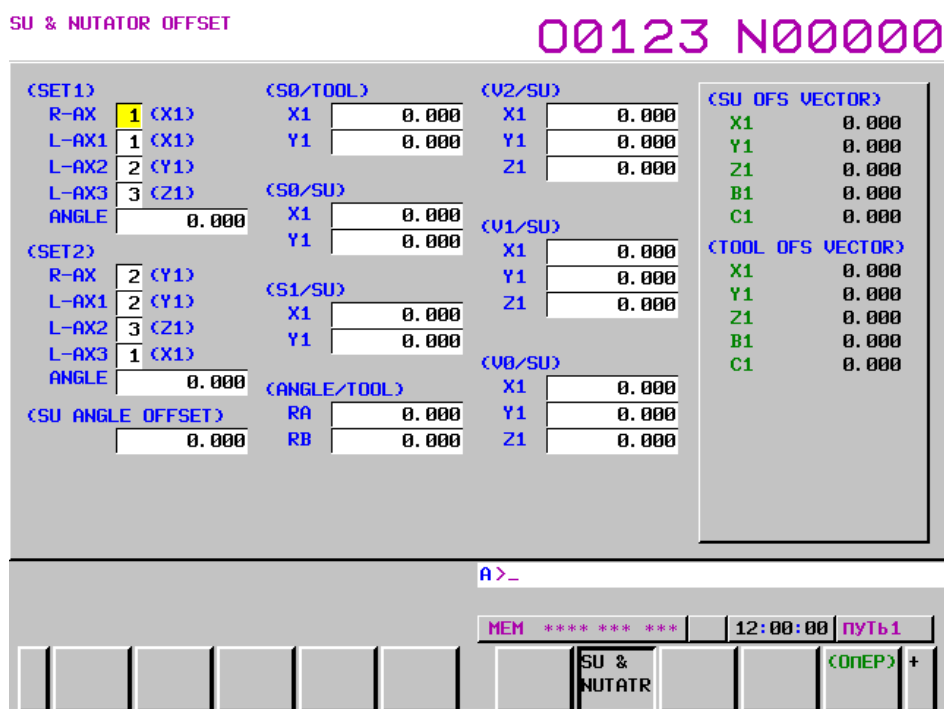 SU & NUTATOR OFFSET
O0123 N00000
(SET1)
R-AX 1 (X1)
L-AX1 1 (X1)
L-AX2 2 (Y1)
L-AX3 3 (Z1)
ANGLE 0.000
(SET2)
R-AX 2 (Y1)
L-AX1 2 (Y1)
L-AX2 3 (Z1)
L-AX3 1 (X1)
ANGLE 0.000
(SU ANGLE OFFSET)
0.000
(S0/TOOL)
X1 0.000
Y1 0.000
(S0/SU)
X1 0.000
Y1 0.000
(S1/SU)
X1 0.000
Y1 0.000
(ANGLE/TOOL)
RA 0.000
RB 0.000
(V2/SU)
X1 0.000
Y1 0.000
Z1 0.000
(V1/SU)
X1 0.000
Y1 0.000
Z1 0.000
(V0/SU)
X1 0.000
Y1 0.000
Z1 0.000
(SU OFS VECTOR)
X1 0.000
Y1 0.000
Z1 0.000
B1 0.000
C1 0.000
(TOOL OFS VECTOR)
X1 0.000
Y1 0.000
Z1 0.000
B1 0.000
C1 0.000
A>_
MEM **** *** *** 12:00:00 ПУТЬ1
SU &
NUTATR
(ОПЕР) +